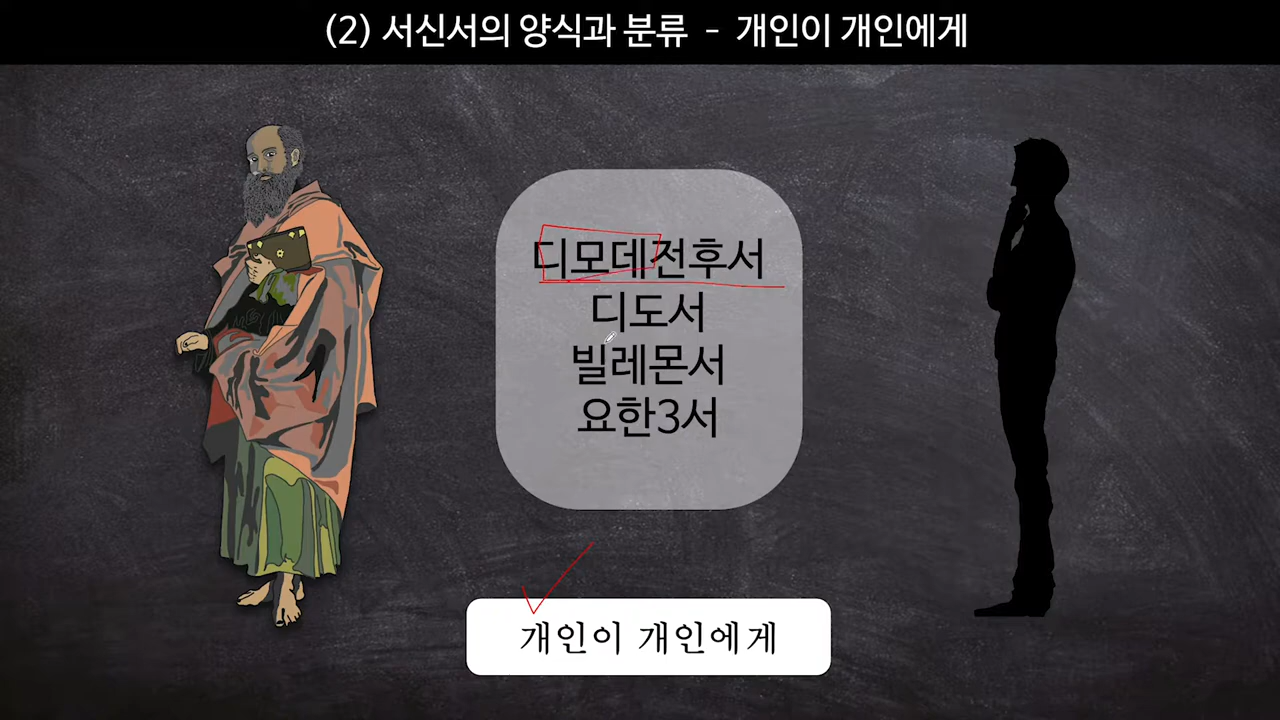 (2) 서신서의 양식과 분류 - 개인이 개인에게
디모데전후서
디도서
빌레몬서
요한3서
개인이 개인에게